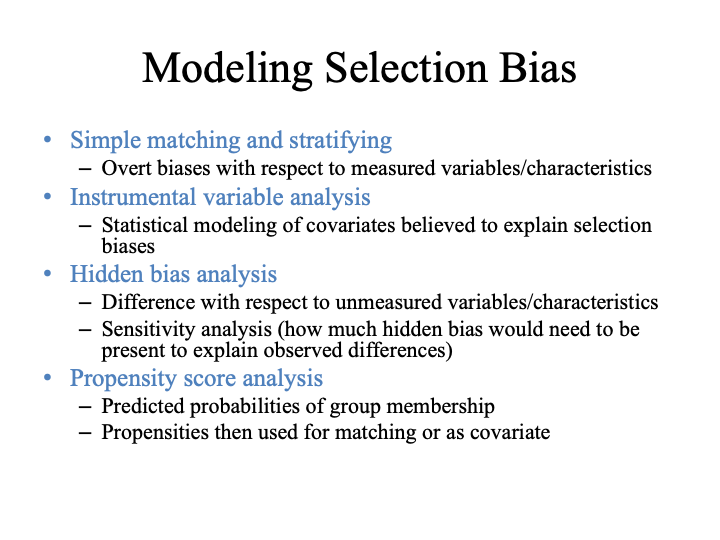 Modeling Selection Bias
• Simple matching and stratifying
– Overt biases with respect to measured variables/characteristics
• Instrumental variable analysis
– Statistical modeling of covariates believed to explain selection
biases
• Hidden bias analysis
– Difference with respect to unmeasured variables/characteristics
– Sensitivity analysis (how much hidden bias would need to be
present to explain observed differences)
• Propensity score analysis
– Predicted probabilities of group membership
– Propensities then used for matching or as covariate